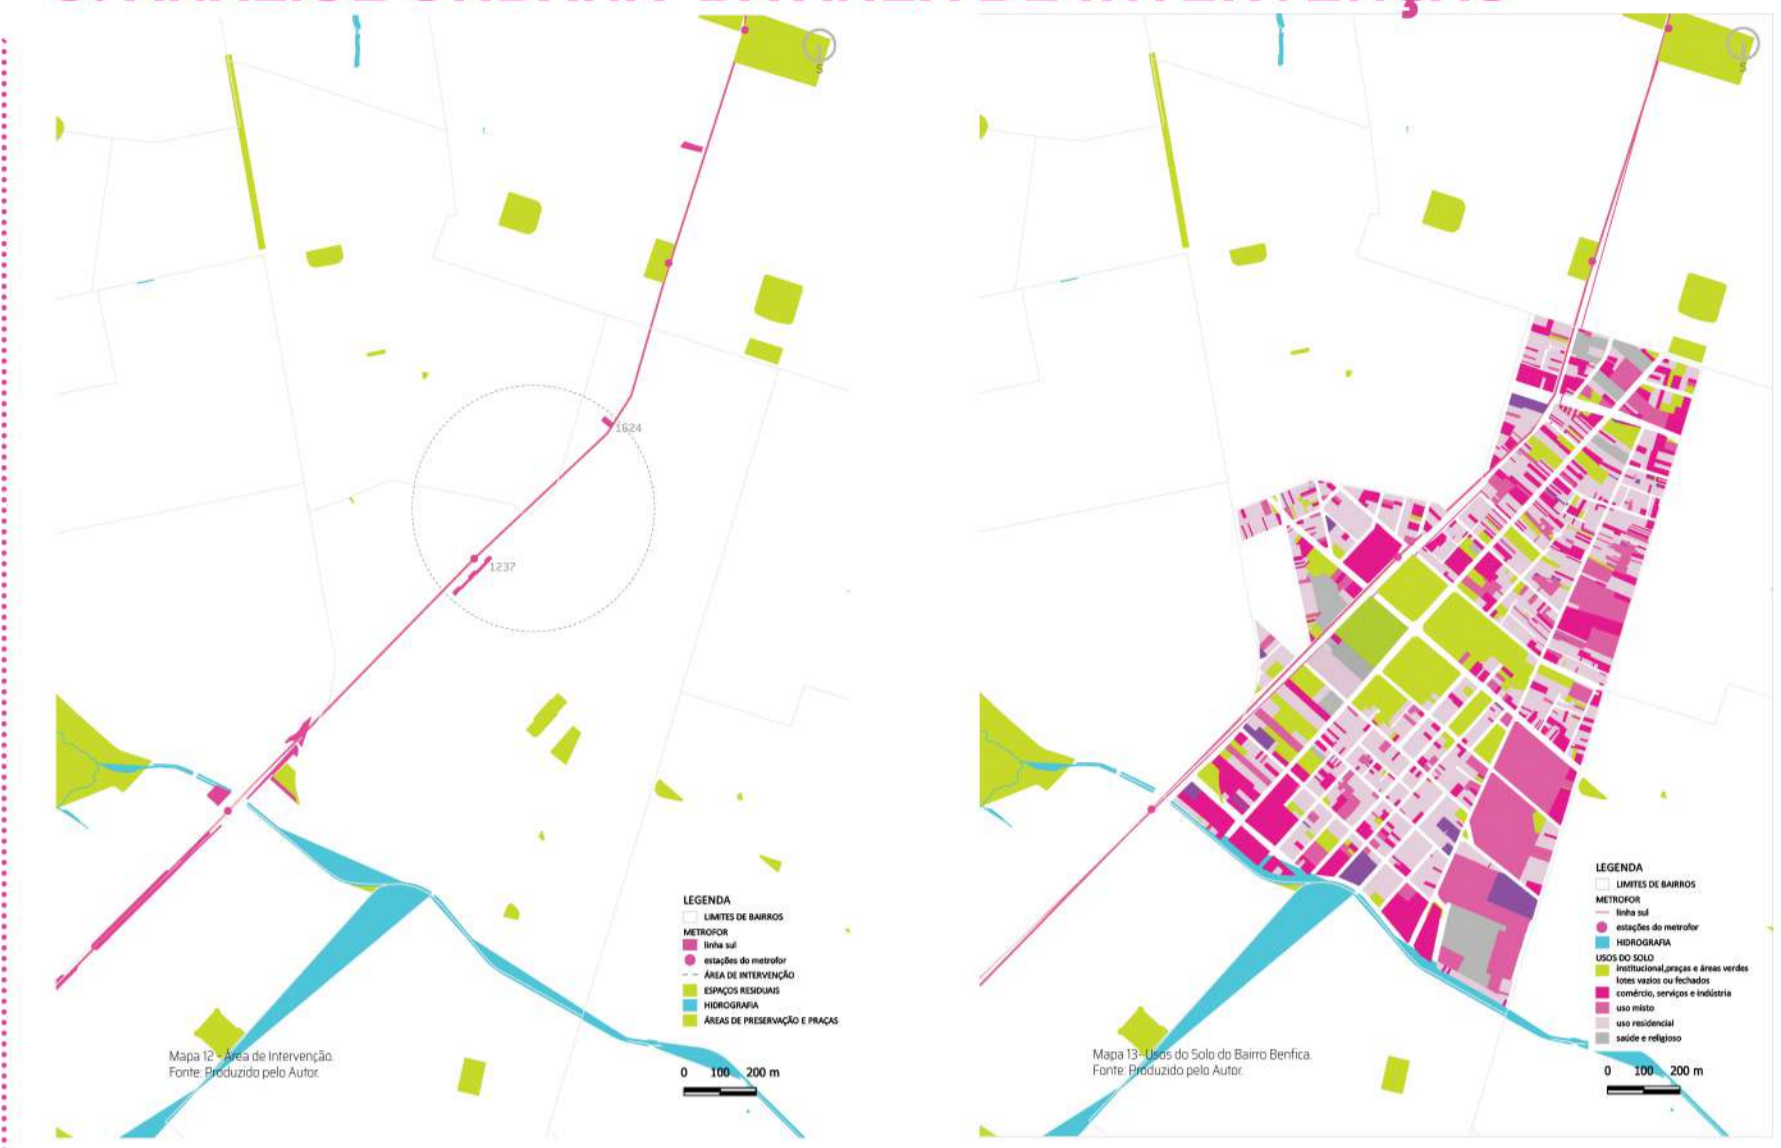 S
1624
1237
LEGENDA
LIMITES DE BAIRROS
METROFOR
linha sul
estações do metrofor
ÁREA DE INTERVENÇÃO
ESPAÇOS RESIDUAIS
HIDROGRAFIA
ÁREAS DE PRESERVAÇÃO E PRAÇAS
0 100 200 m
Mapa 12 - Área de Intervenção.
Fonte: Produzido pelo Autor.
S
LEGENDA
LIMITES DE BAIRROS
METROFOR
linha sul
estações do metrofor
HIDROGRAFIA
USOS DO SOLO
institucional,praças e áreas verdes
lotes vazios ou fechados
comércio, serviços e indústria
uso misto
uso residencial
saúde e religioso
0 100 200 m
Mapa 13- Usos do Solo do Bairro Benfica.
Fonte: Produzido pelo Autor.